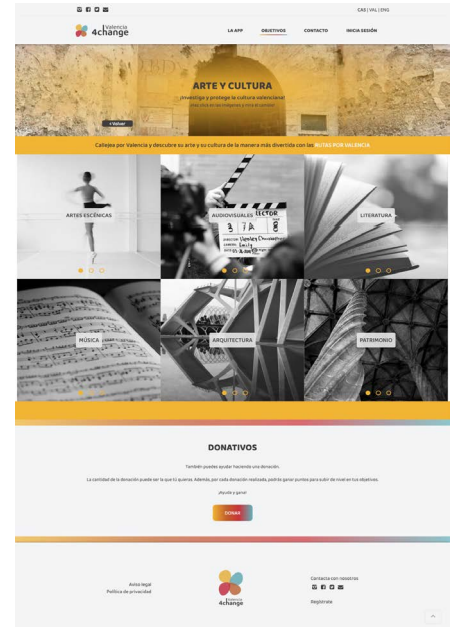 CAS | VAL | ENG
Valencia
4change
LA APP
OBJETIVOS
CONTACTO
INICIA SESIÓN
ARTE Y CULTURA
¡Investiga y protege la cultura valenciana!
< Volver
Callejea por Valencia y descubre su arte y su cultura de la manera más divertida con las RUTAS POR VALENCIA
ARTES ESCÉNICAS
AUDIOVISUALES
LITERATURA
MÚSICA
ARQUITECTURA
PATRIMONIO
DONATIVOS
También puedes ayudar haciendo una donación.
La cantidad de la donación puede ser la que tú quieras. Además, por cada donación realizada, podrás ganar puntos para subir de nivel en tus objetivos.
¡Ayuda y gana!
DONAR
Aviso legal
Política de privacidad
Valencia
4change
Contacta con nosotros
Regístrate